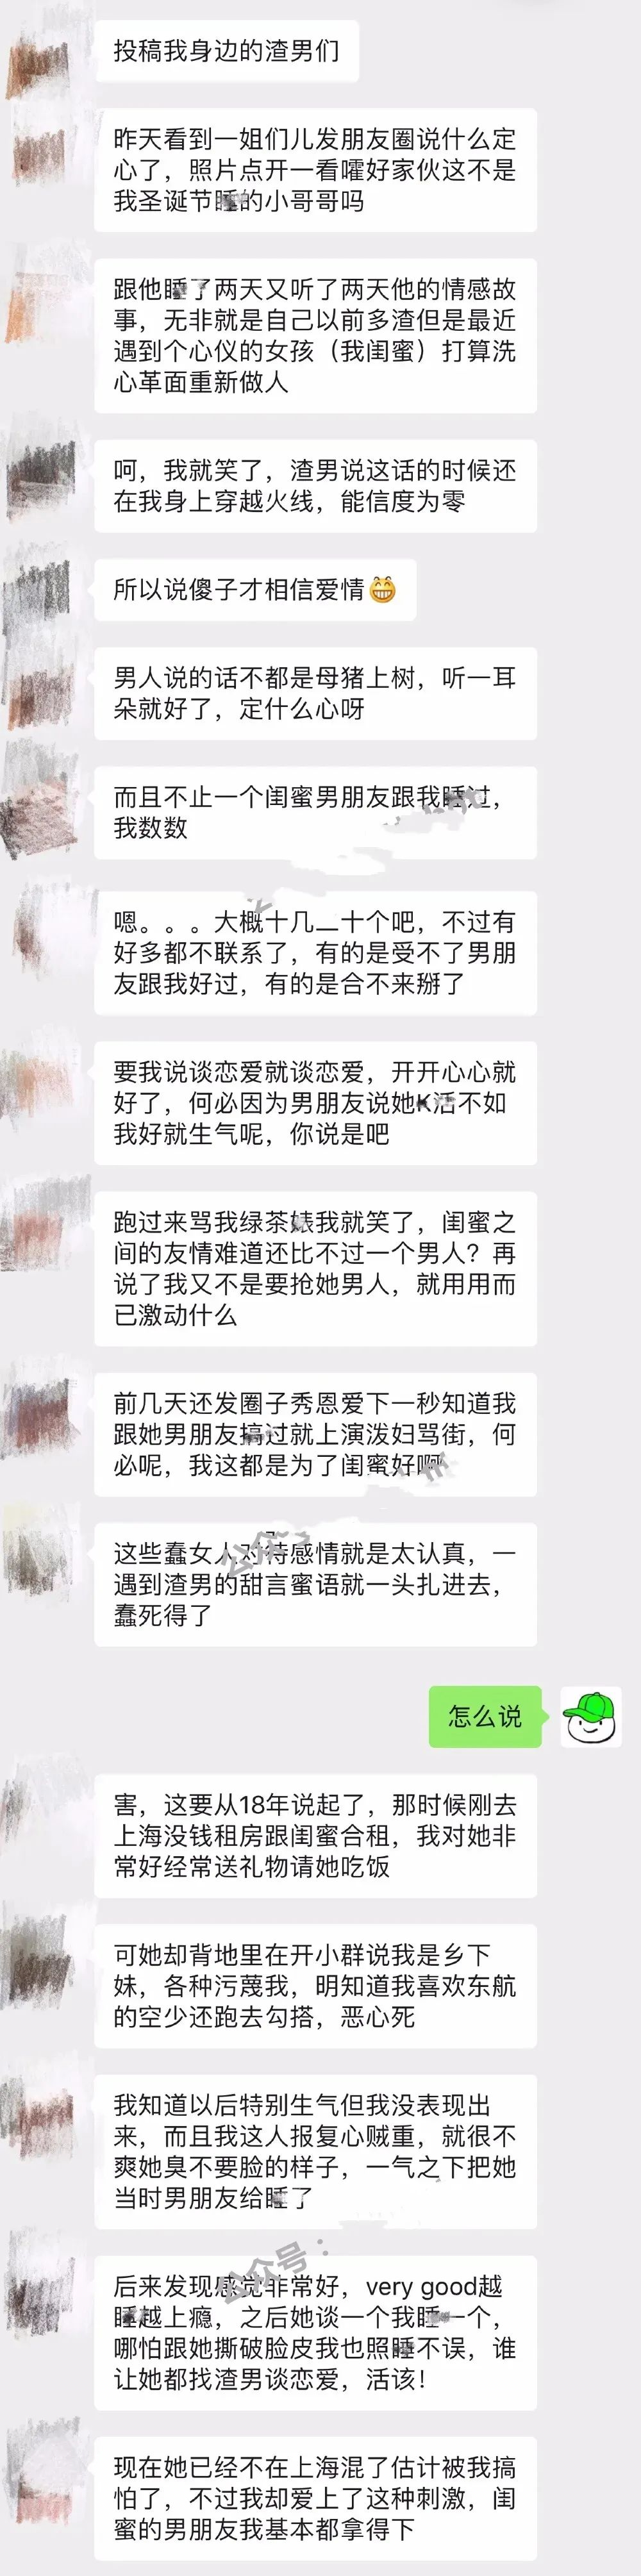 投稿我身边的渣男们
昨天看到一姐们儿发朋友圈说什么定
心了，照片点开一看嚯好家伙这不是
我圣诞节睡的小哥哥吗
跟他睡了两天又听了两天他的情感故
事，无非就是自己以前多渣但是最近
遇到个心仪的女孩（我闺蜜）打算洗
心革面重新做人
呵，我就笑了，渣男说这话的时候还
在我身上穿越火线，能信度为零
所以说傻子才相信爱情😁
男人说的话不都是母猪上树，听一耳
朵就好了，定什么心呀
而且不止一个闺蜜男朋友跟我睡过，
我数数
嗯。。。大概十几二十个吧，不过有
好多都不联系了，有的是受不了男朋
友跟我好过，有的是合不来掰了
要我说谈恋爱就谈恋爱，开开心心就
好了，何必因为男朋友说她K活不如
我好就生气呢，你说是吧
跑过来骂我绿茶婊我就笑了，闺蜜之
间的友情难道还比不过一个男人？再
说了我又不是要抢她男人，就用用而
已激动什么
前几天还发圈子秀恩爱下一秒知道我
跟她男朋友搞过就上演泼妇骂街，何
必呢，我这都是为了闺蜜好啊
这些蠢女人对待感情就是太认真，一
遇到渣男的甜言蜜语就一头扎进去，
蠢死得了
公众号
怎么说
害，这要从18年说起了，那时候刚去
上海没钱租房跟闺蜜合租，我对她非
常好经常送礼物请她吃饭
可她却背地里在开小群说我是乡下
妹，各种污蔑我，明知道我喜欢东航
的空少还跑去勾搭，恶心死
我知道以后特别生气但我没表现出
来，而且我这人报复心贼重，就很不
爽她臭不要脸的样子，一气之下把她
当时男朋友给睡了
公众号：
后来发现感觉非常好，very good越
睡越上瘾，之后她谈一个我睡一个，
哪怕跟她撕破脸皮我也照睡不误，谁
让她都找渣男谈恋爱，活该！
现在她已经不在上海混了估计被我搞
怕了，不过我却爱上了这种刺激，闺
蜜的男朋友我基本都拿得下